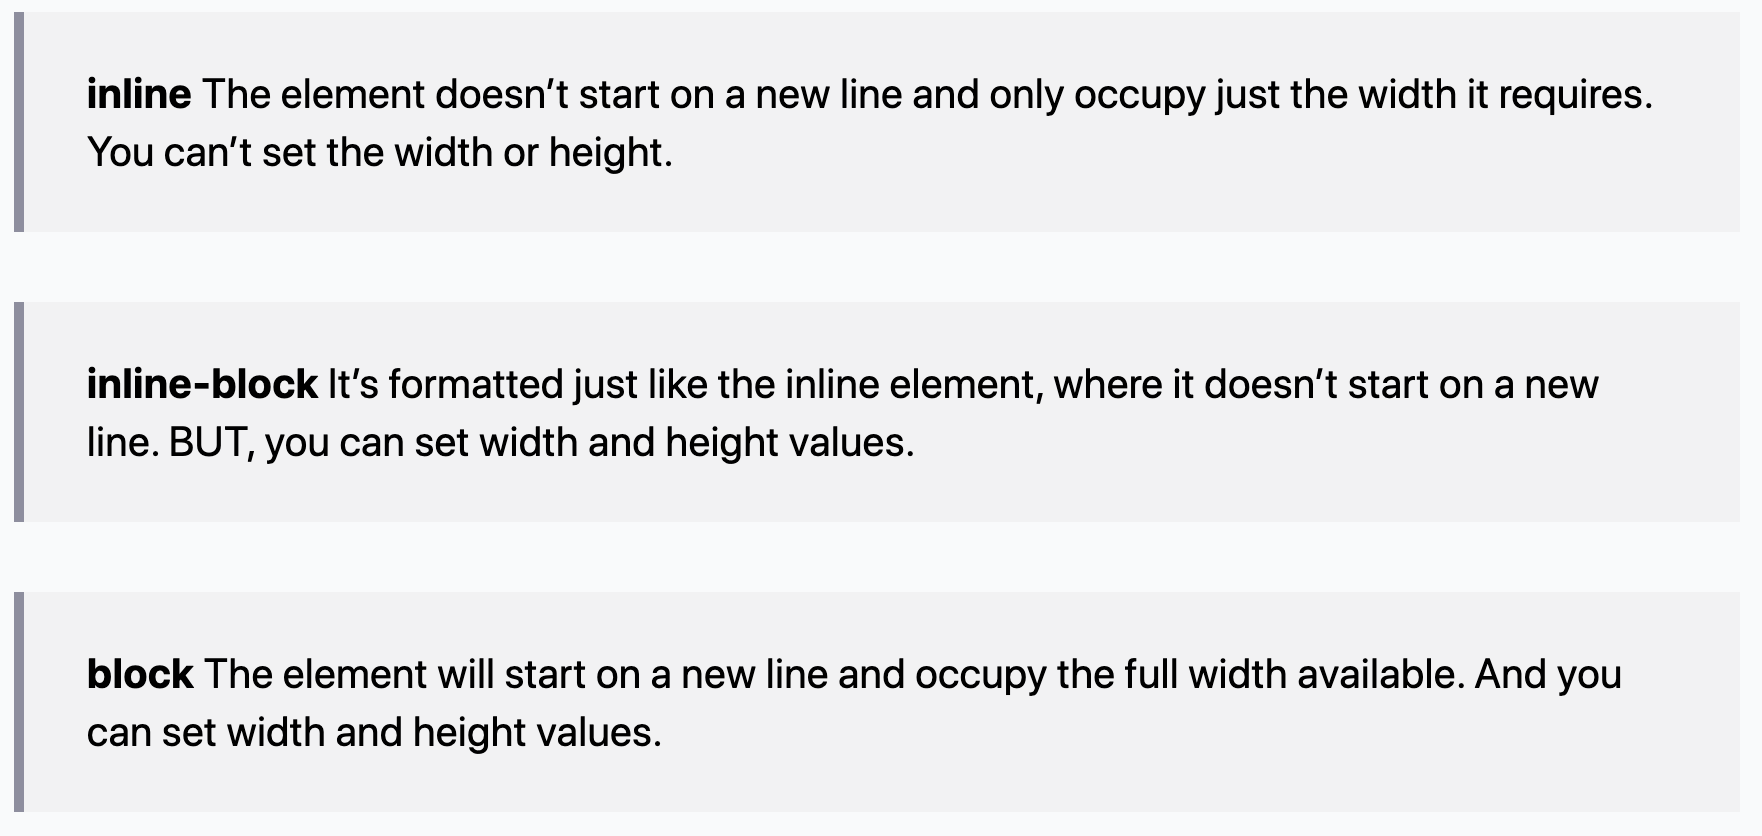 inline The element doesn’t start on a new line and only occupy just the width it requires.
You can’t set the width or height.
inline-block It’s formatted just like the inline element, where it doesn’t start on a new
line. BUT, you can set width and height values.
block The element will start on a new line and occupy the full width available. And you
can set width and height values.